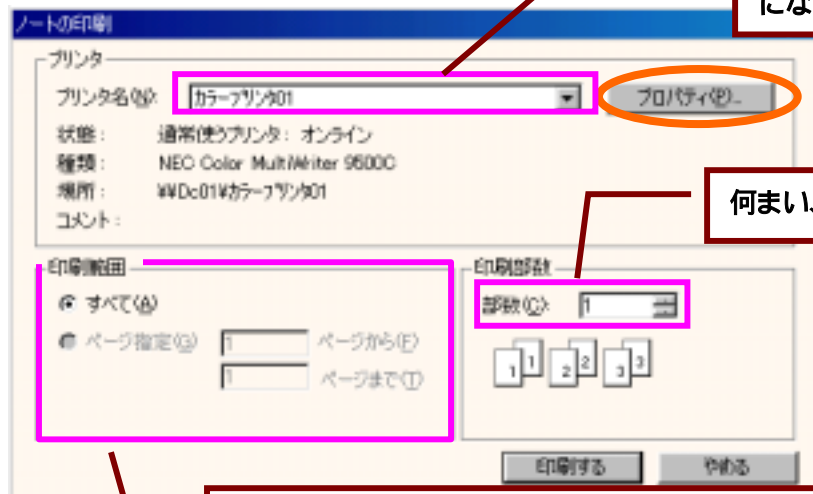 にな
ノートの印刷
プリンタ
プリンタ名(N): カラープリンタ01 プロパティ(P)...
状態： 通常使うプリンタ： オンライン
種類： NEC Color MultiWriter 9500C
場所： ¥¥Dc01¥カラープリンタ01
コメント：
何まい、
印刷範囲
すべて(A)
ページ指定(G) 1 ページから(F)
1 ページまで(T)
印刷部数
部数(C): 1
1 1 2 2 3 3
印刷する やめる